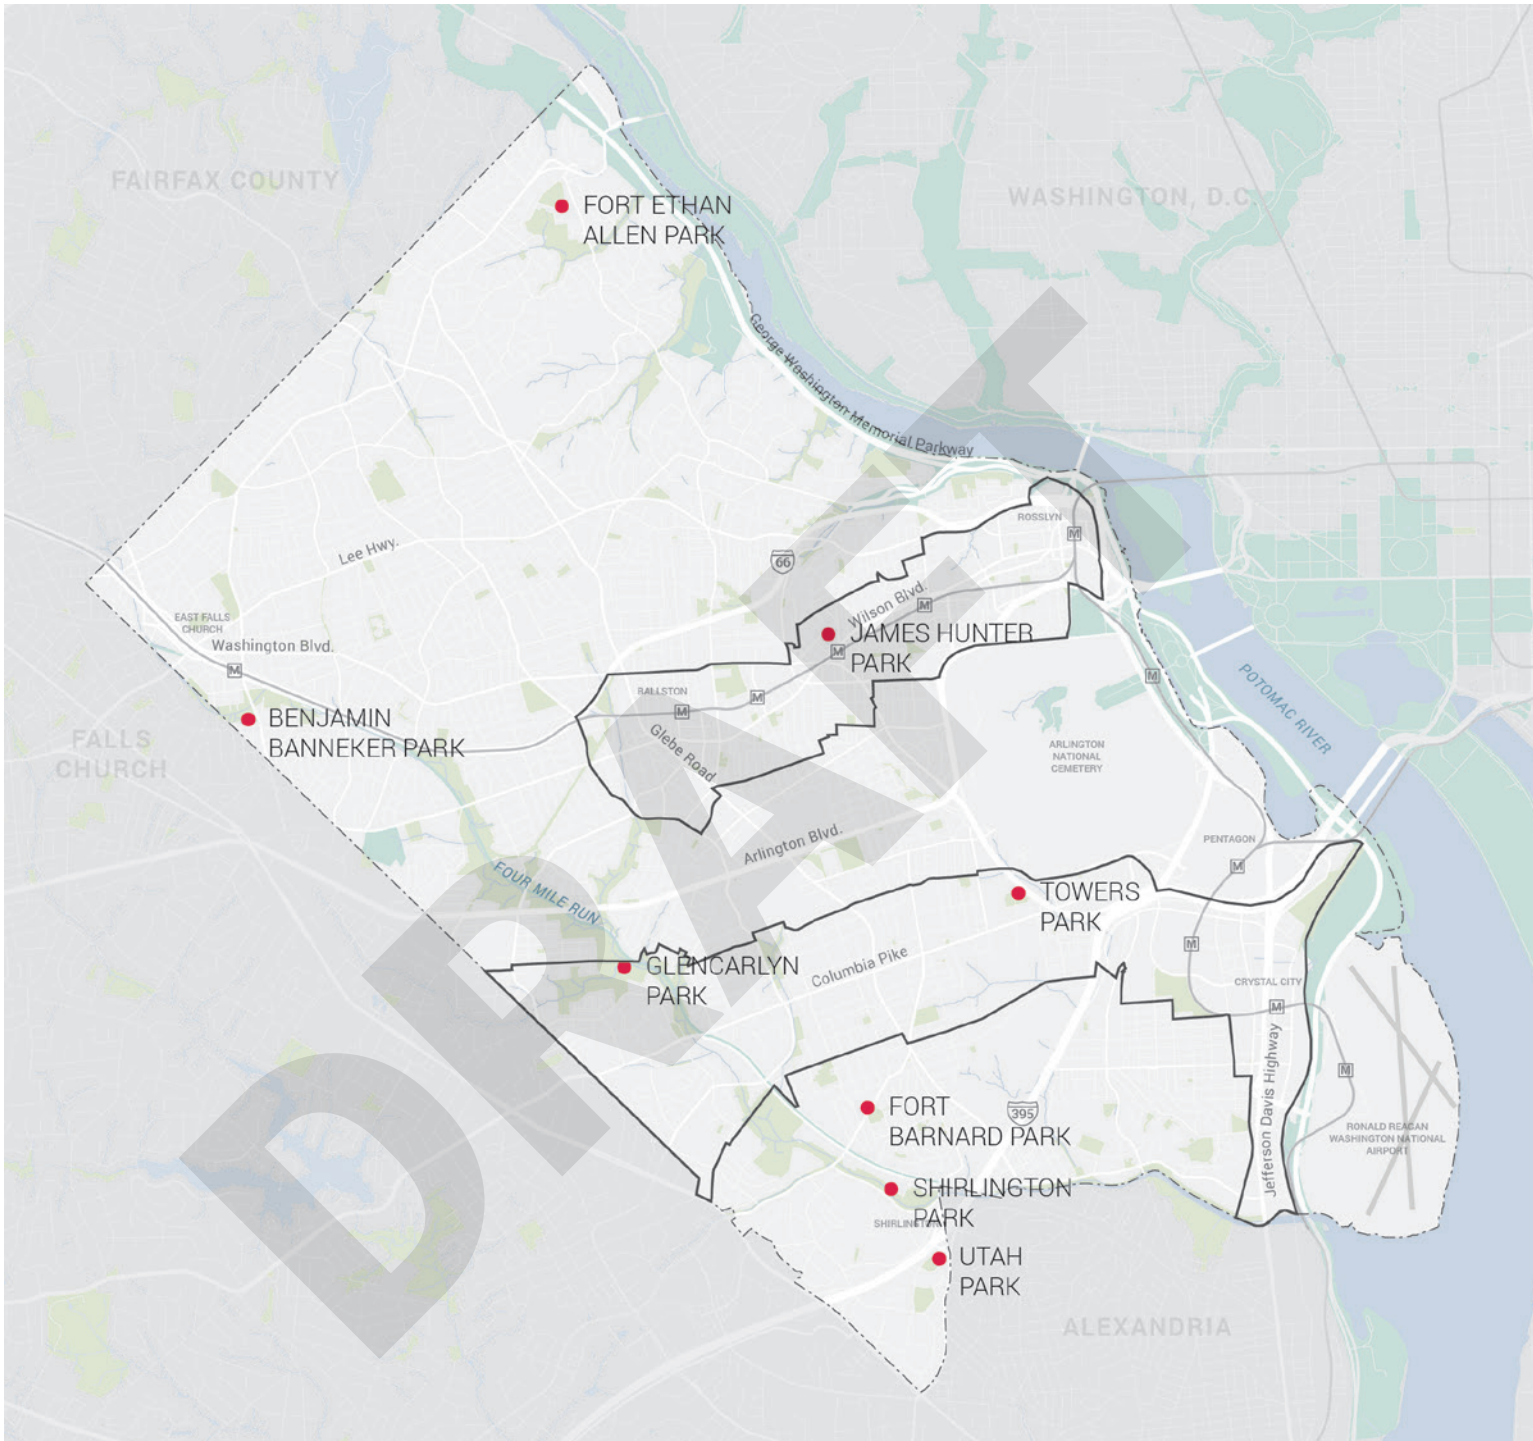 FAIRFAX COUNTY
WASHINGTON, D.C.
FORT ETHAN
ALLEN PARK
George Washington Memorial Parkway
ROSSLYN
M
Lee Hwy.
66
Wilson Blvd.
M
EAST FALLS
CHURCH
Washington Blvd.
M
JAMES HUNTER
PARK
M
M
BALLSTON
M
M
POTOMAC RIVER
BENJAMIN
BANNEKER PARK
FALLS
CHURCH
Glebe Road
ARLINGTON
NATIONAL
CEMETERY
Arlington Blvd.
PENTAGON
M
FOUR MILE RUN
TOWERS
PARK
M
GLENCARLYN
PARK
Columbia Pike
CRYSTAL CITY
M
Jefferson Davis Highway
M
FORT
BARNARD PARK
395
RONALD REAGAN
WASHINGTON NATIONAL
AIRPORT
SHIRLINGTON
PARK
SHIRLINGTON
UTAH
PARK
ALEXANDRIA
DRAFT